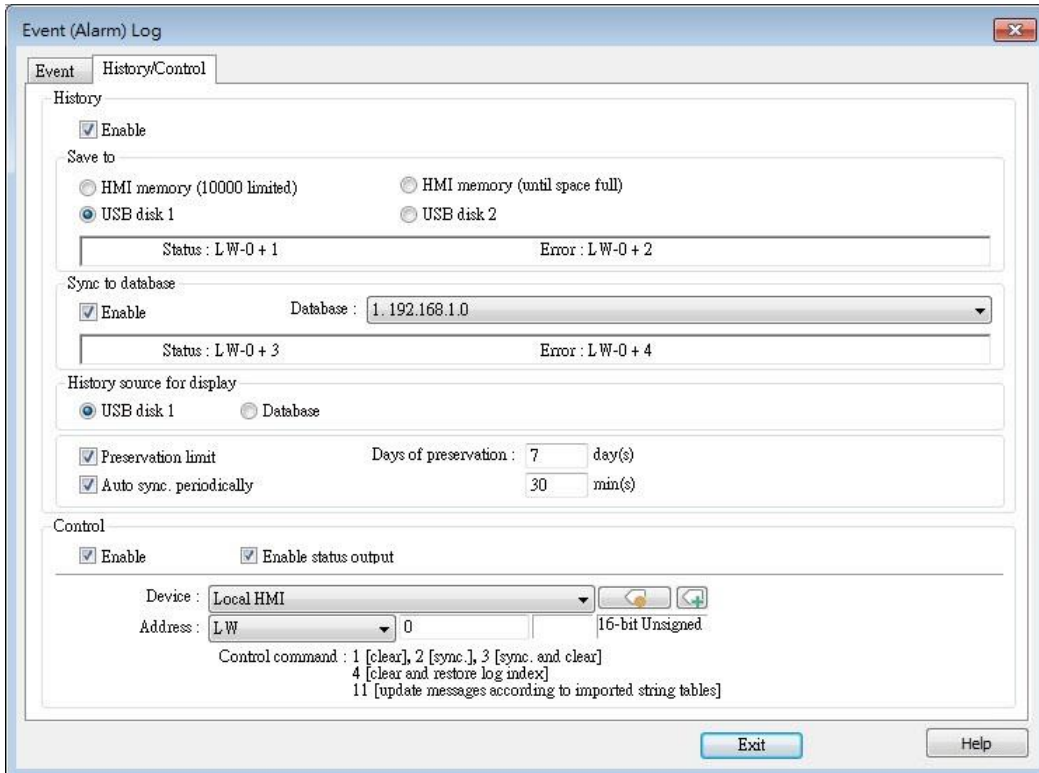 Event (Alarm) Log
Event History/Control
History
Enable
Save to
HMI memory (10000 limited) HMI memory (until space full)
USB disk 1 USB disk 2
Status : LW-0 + 1 Error : LW-0 + 2
Sync to database
Enable Database : 1. 192.168.1.0
Status : LW-0 + 3 Error : LW-0 + 4
History source for display
USB disk 1 Database
Preservation limit Days of preservation : 7 day(s)
Auto sync. periodically 30 min(s)
Control
Enable Enable status output
Device : Local HMI
Address : LW 0 16-bit Unsigned
Control command : 1 [clear], 2 [sync.], 3 [sync. and clear]
4 [clear and restore log index]
11 [update messages according to imported string tables]
Exit Help